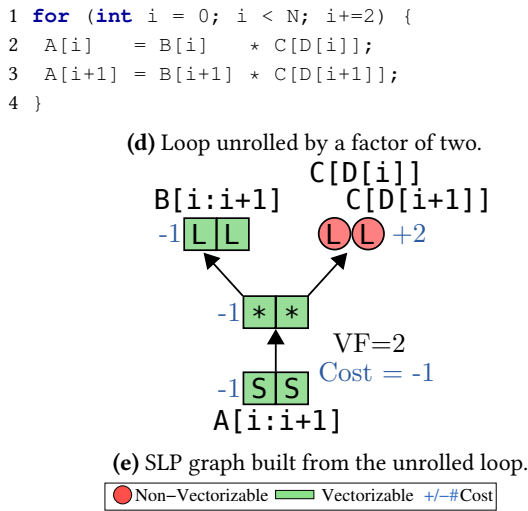 1 for (int i = 0; i < N; i+=2) {
2 A[i] = B[i] * C[D[i]];
3 A[i+1] = B[i+1] * C[D[i+1]];
4 }
(d) Loop unrolled by a factor of two.
C[D[i]]
B[i:i+1] C[D[i+1]]
-1 L L L L +2
-1 * *
VF=2
Cost = -1
-1 S S
A[i:i+1]
(e) SLP graph built from the unrolled loop.
Non−Vectorizable Vectorizable +/−#Cost